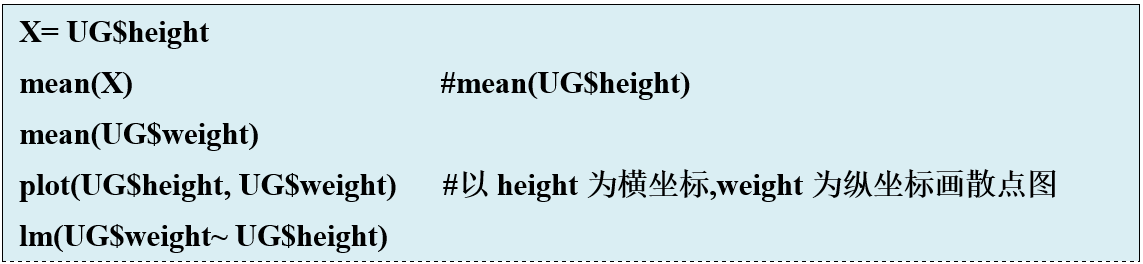 X= UG$height
mean(X) #mean(UG$height)
mean(UG$weight)
plot(UG$height, UG$weight) #以 height 为横坐标,weight 为纵坐标画散点图
lm(UG$weight~ UG$height)